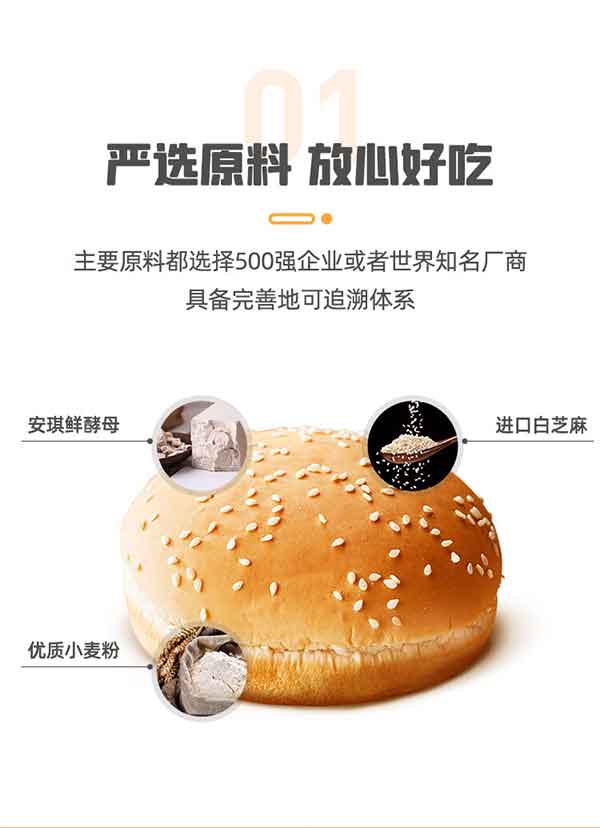 01
严选原料 放心好吃
主要原料都选择500强企业或者世界知名厂商
具备完善地可追溯体系
安琪鲜酵母
进口白芝麻
优质小麦粉